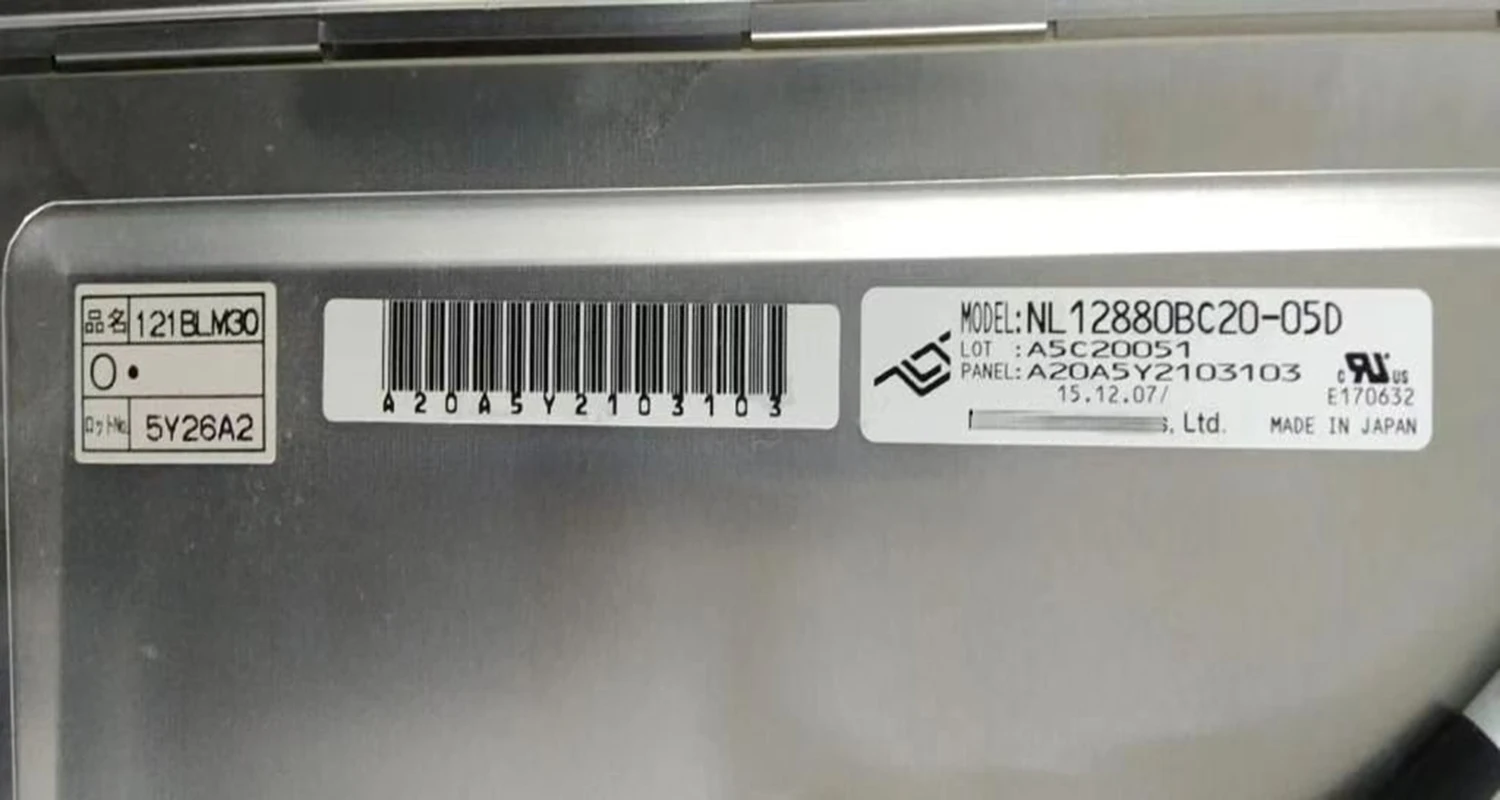 品名 121BLM30
○•
ロットNo. 5Y26A2
A20A5Y2103103
MODEL:NL12880BC20-05D
LOT :A5C20051
PANEL:A20A5Y2103103
15.12.07/
c RU us
E170632
, Ltd.
MADE IN JAPAN